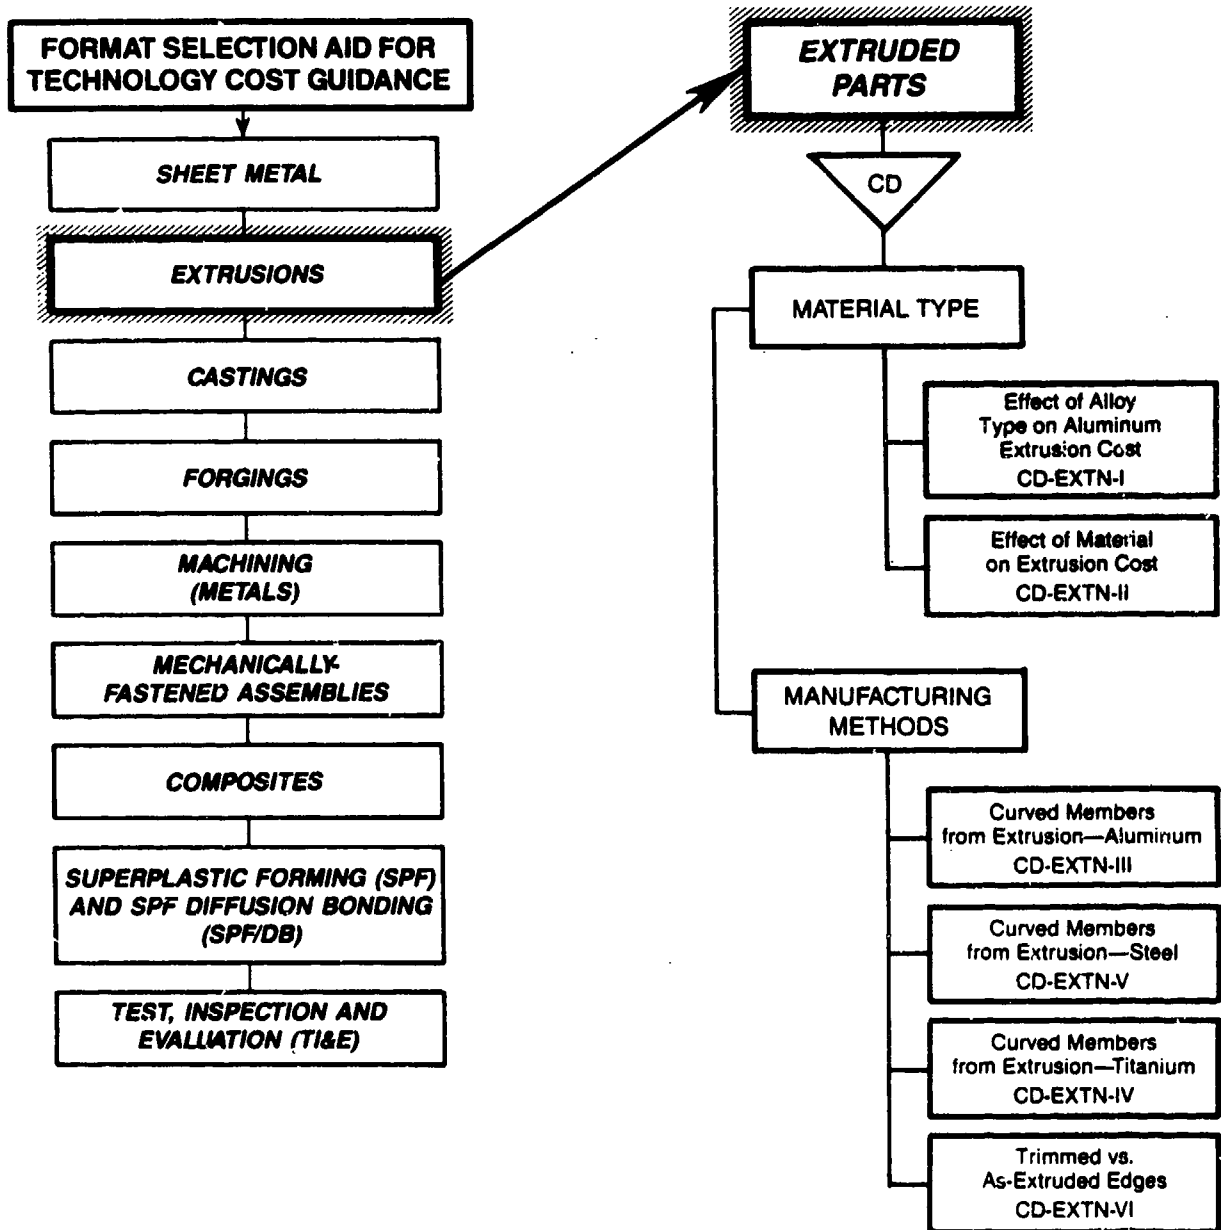 FORMAT SELECTION AID FOR
TECHNOLOGY COST GUIDANCE
SHEET METAL
EXTRUSIONS
CASTINGS
FORGINGS
MACHINING
(METALS)
MECHANICALLY-
FASTENED ASSEMBLIES
COMPOSITES
SUPERPLASTIC FORMING (SPF)
AND SPF DIFFUSION BONDING
(SPF/DB)
TEST, INSPECTION AND
EVALUATION (TI&E)
EXTRUDED
PARTS
CD
MATERIAL TYPE
Effect of Alloy
Type on Aluminum
Extrusion Cost
CD-EXTN-I
Effect of Material
on Extrusion Cost
CD-EXTN-II
MANUFACTURING
METHODS
Curved Members
from Extrusion—Aluminum
CD-EXTN-III
Curved Members
from Extrusion—Steel
CD-EXTN-V
Curved Members
from Extrusion—Titanium
CD-EXTN-IV
Trimmed vs.
As-Extruded Edges
CD-EXTN-VI